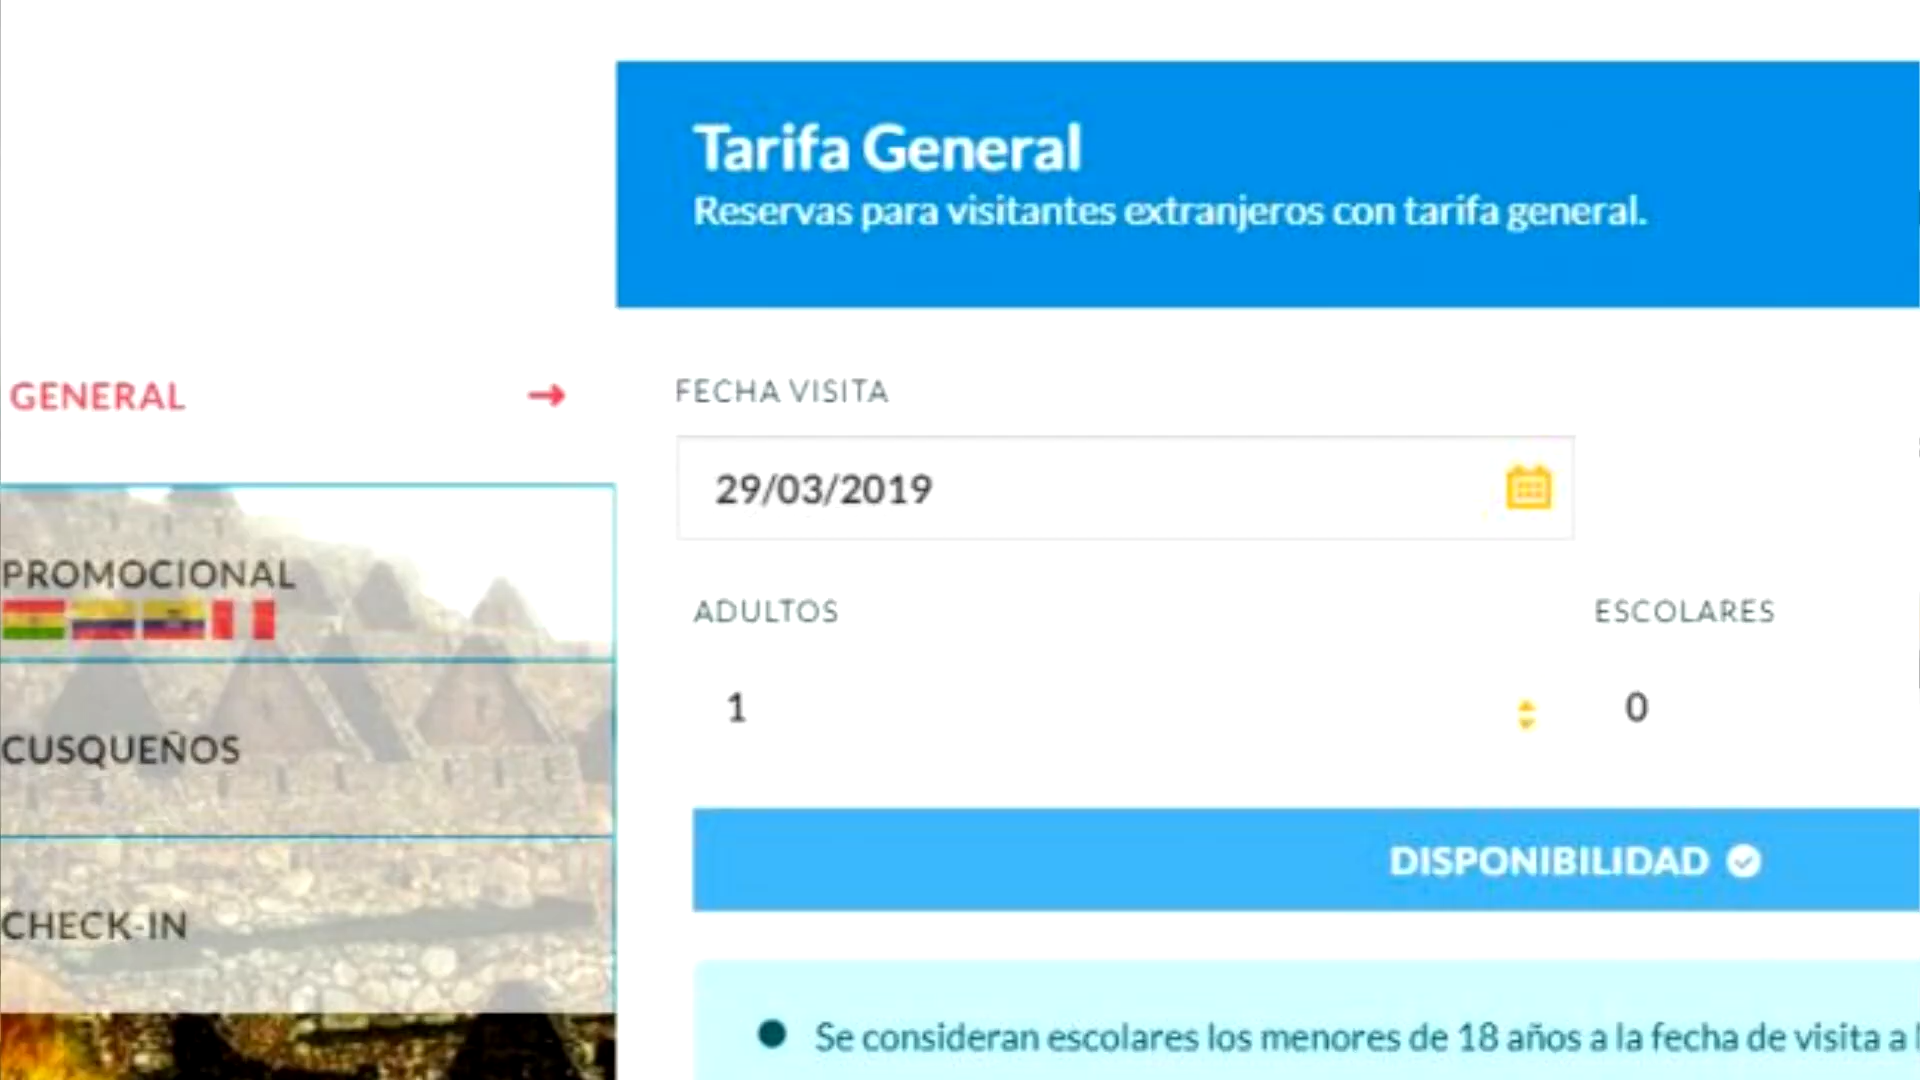 Tarifa General
Reservas para visitantes extranjeros con tarifa general.
GENERAL
PROMOCIONAL
CUSQUEÑOS
CHECK-IN
FECHA VISITA
29/03/2019
ADULTOS
ESCOLARES
1
0
DISPONIBILIDAD
Se consideran escolares los menores de 18 años a la fecha de visita a